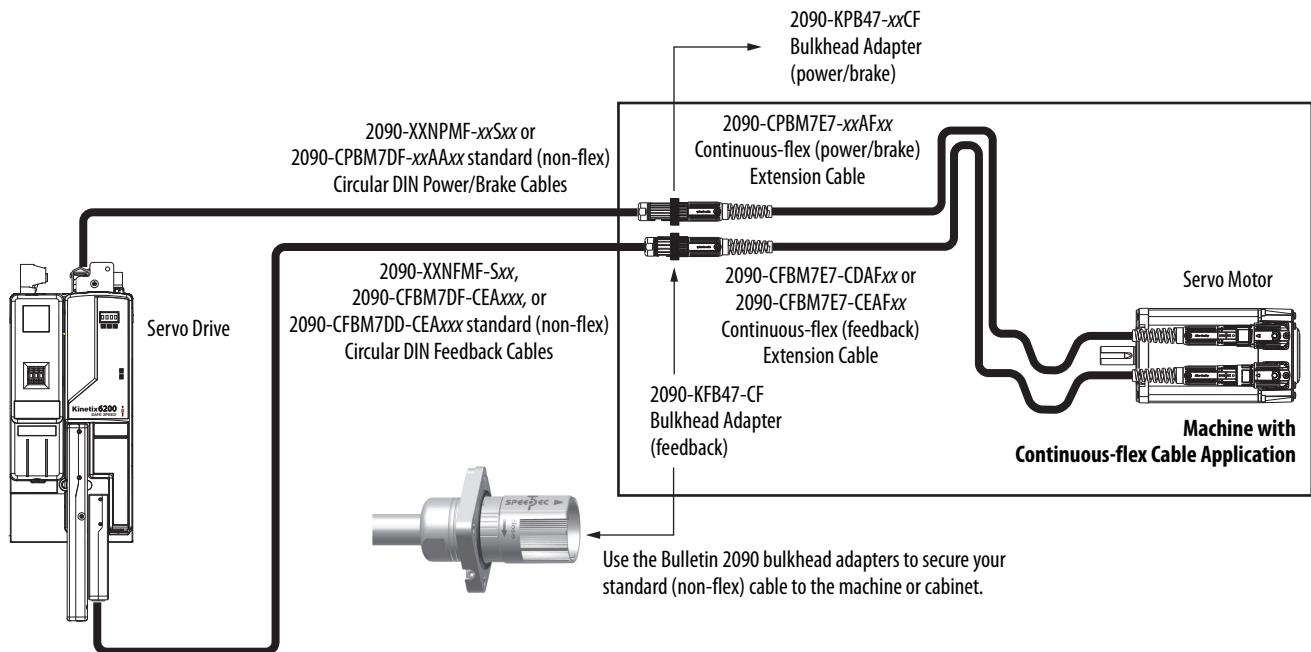 2090-KPB47-xxCF
Bulkhead Adapter
(power/brake)
2090-XXNPMF-xxSxx or
2090-CPBM7DF-xxAAxx standard (non-flex)
Circular DIN Power/Brake Cables
2090-CPBM7E7-xxAFxx
Continuous-flex (power/brake)
Extension Cable
2090-XXNFMF-Sxx,
2090-CFBM7DF-CEAxxx, or
2090-CFBM7DD-CEAxxx standard (non-flex)
Circular DIN Feedback Cables
2090-CFBM7E7-CDAFxx or
2090-CFBM7E7-CEAFxx
Continuous-flex (feedback)
Extension Cable
Servo Motor
Servo Drive
Kinetix 6200
SAFE SPEED
2090-KFB47-CF
Bulkhead Adapter
(feedback)
Machine with
Continuous-flex Cable Application
SPEEDTEC
Use the Bulletin 2090 bulkhead adapters to secure your
standard (non-flex) cable to the machine or cabinet.